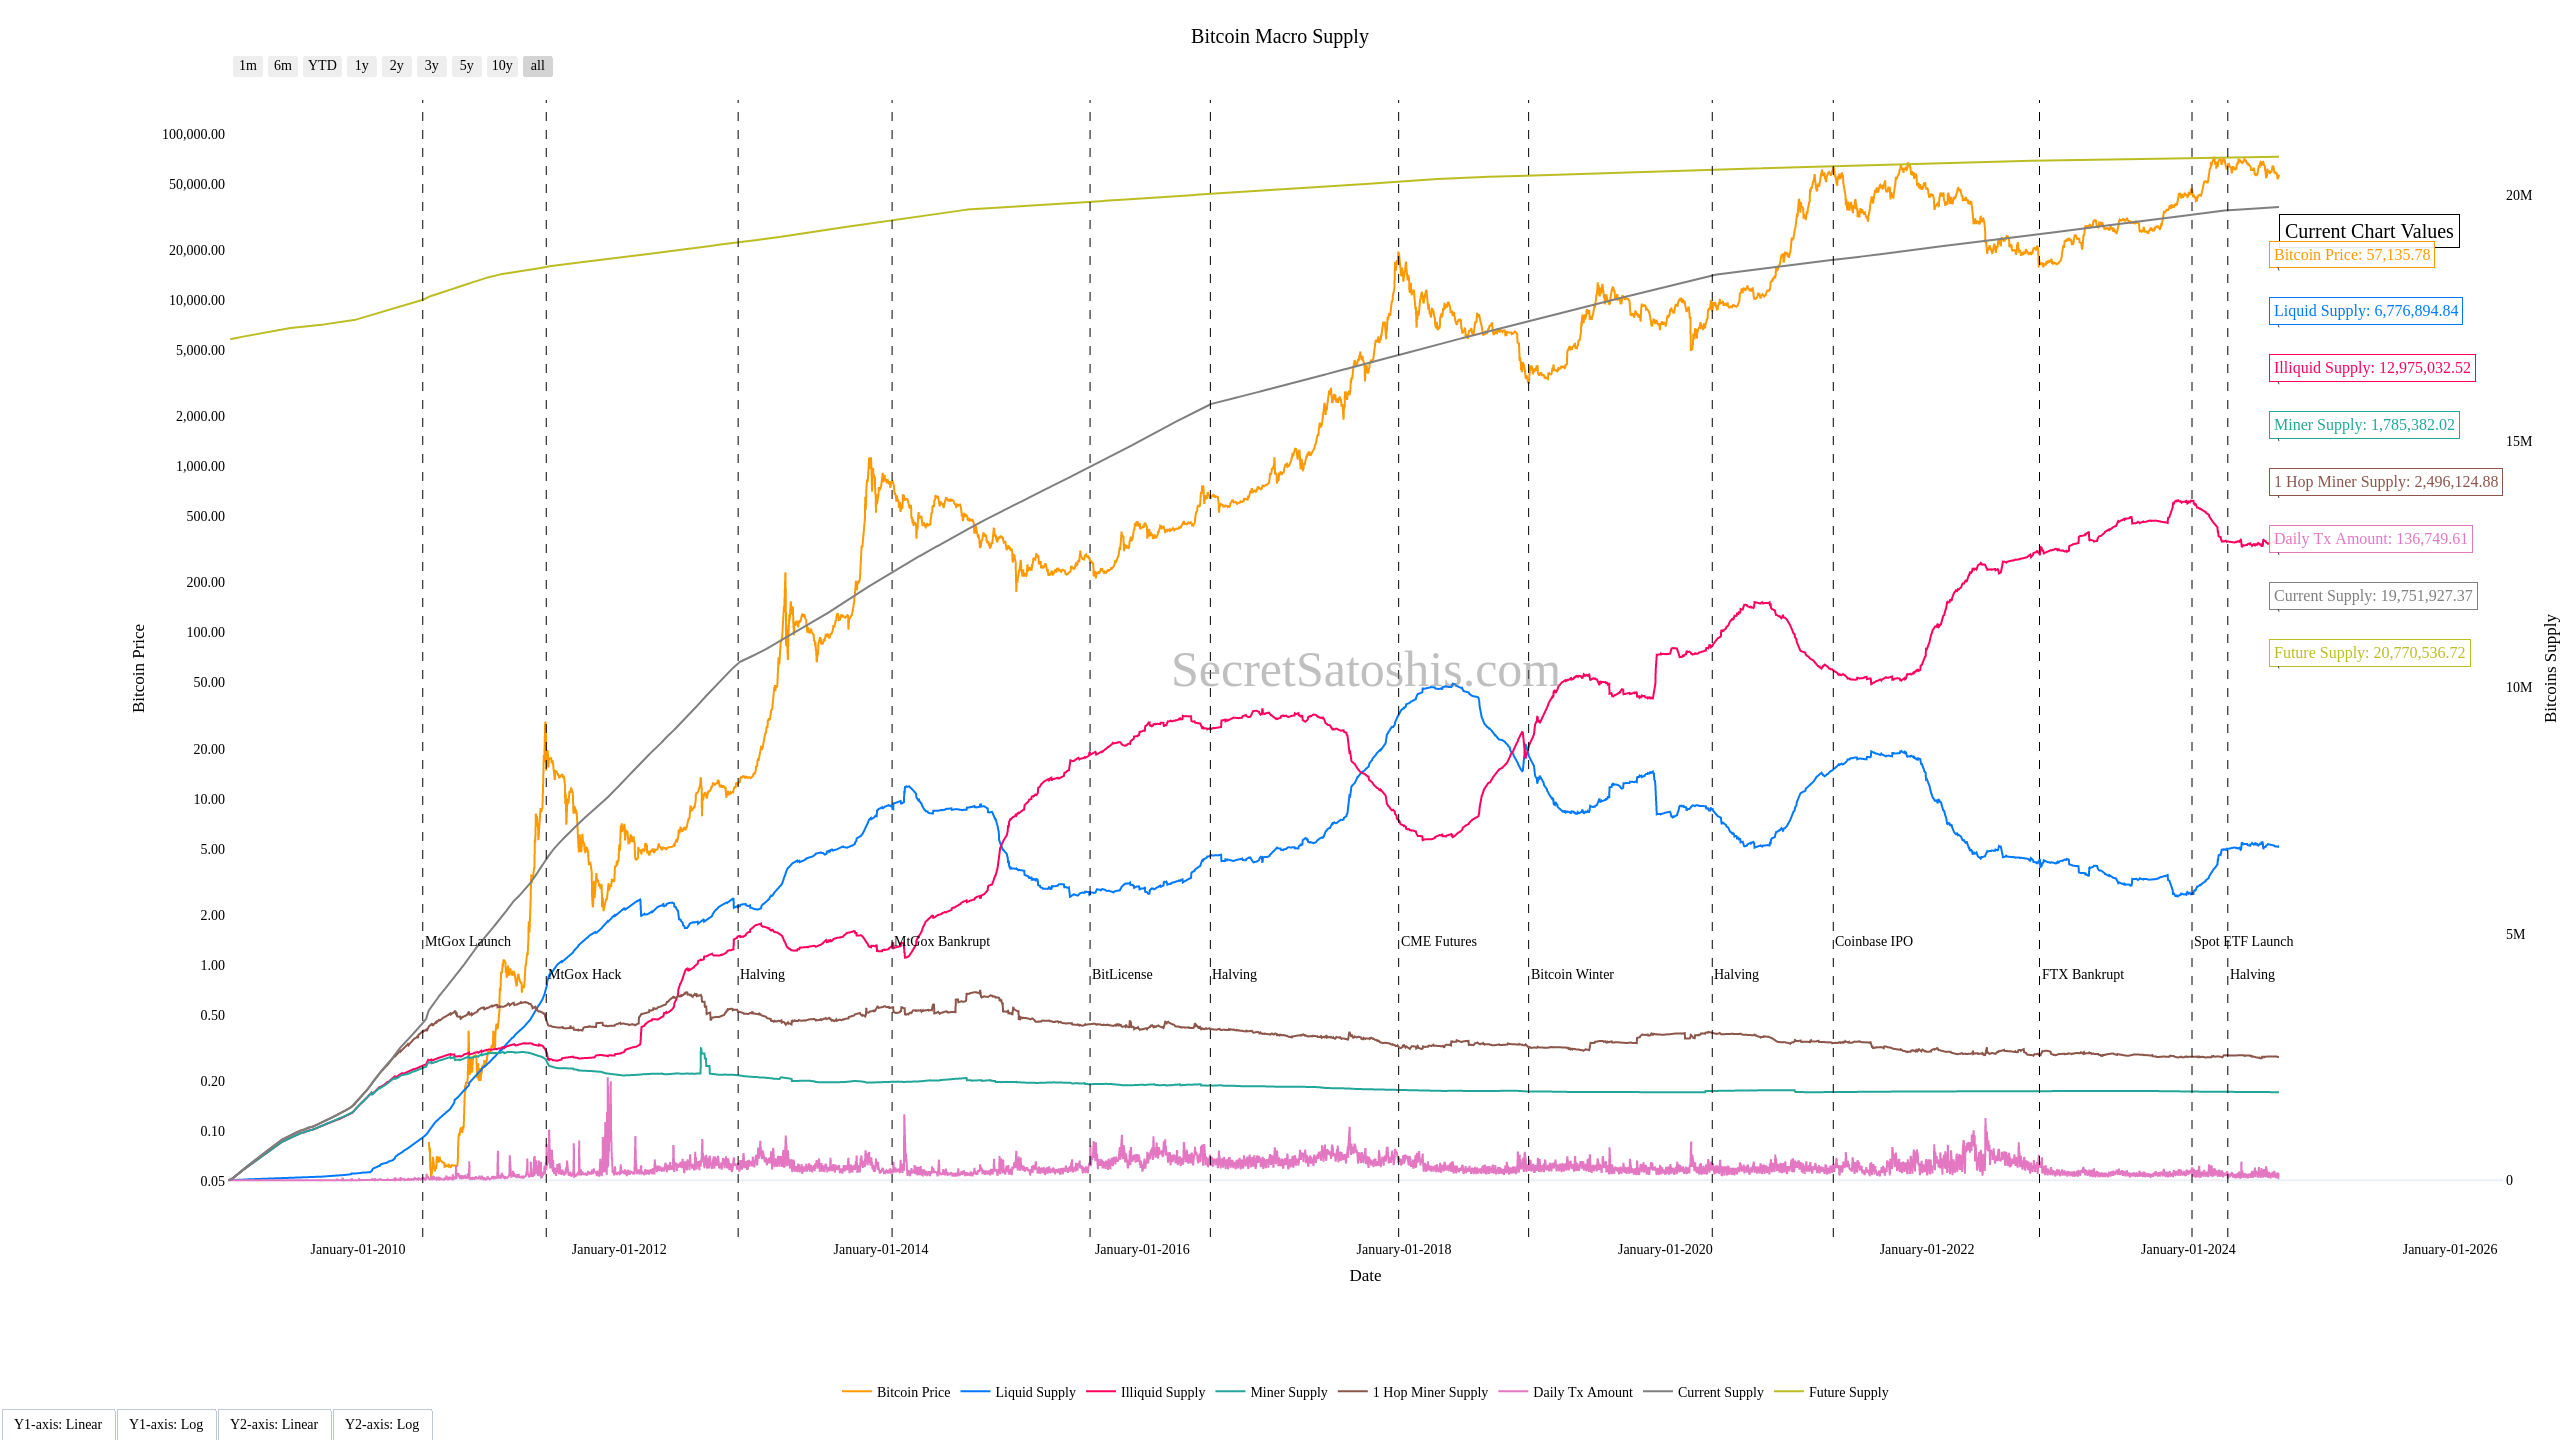 Bitcoin Macro Supply
1m 6m YTD 1y 2y 3y 5y 10y all
100,000.00
50,000.00
20,000.00
10,000.00
5,000.00
2,000.00
1,000.00
500.00
200.00
100.00
50.00
20.00
10.00
5.00
2.00
1.00
0.50
0.20
0.10
0.05
Bitcoin Price
20M
15M
10M
5M
0
Bitcoins Supply
Current Chart Values
Bitcoin Price: 57,135.78
Liquid Supply: 6,776,894.84
Illiquid Supply: 12,975,032.52
Miner Supply: 1,785,382.02
1 Hop Miner Supply: 2,496,124.88
Daily Tx Amount: 136,749.61
Current Supply: 19,751,927.37
Future Supply: 20,770,536.72
SecretSatoshis.com
MtGox Launch
MtGox Bankrupt
CME Futures
Coinbase IPO
Spot ETF Launch
MtGox Hack
Halving
BitLicense
Halving
Bitcoin Winter
Halving
FTX Bankrupt
Halving
January-01-2010 January-01-2012 January-01-2014 January-01-2016 January-01-2018 January-01-2020 January-01-2022 January-01-2024 January-01-2026
Date
Bitcoin Price Liquid Supply Illiquid Supply Miner Supply 1 Hop Miner Supply Daily Tx Amount Current Supply Future Supply
Y1-axis: Linear Y1-axis: Log Y2-axis: Linear Y2-axis: Log